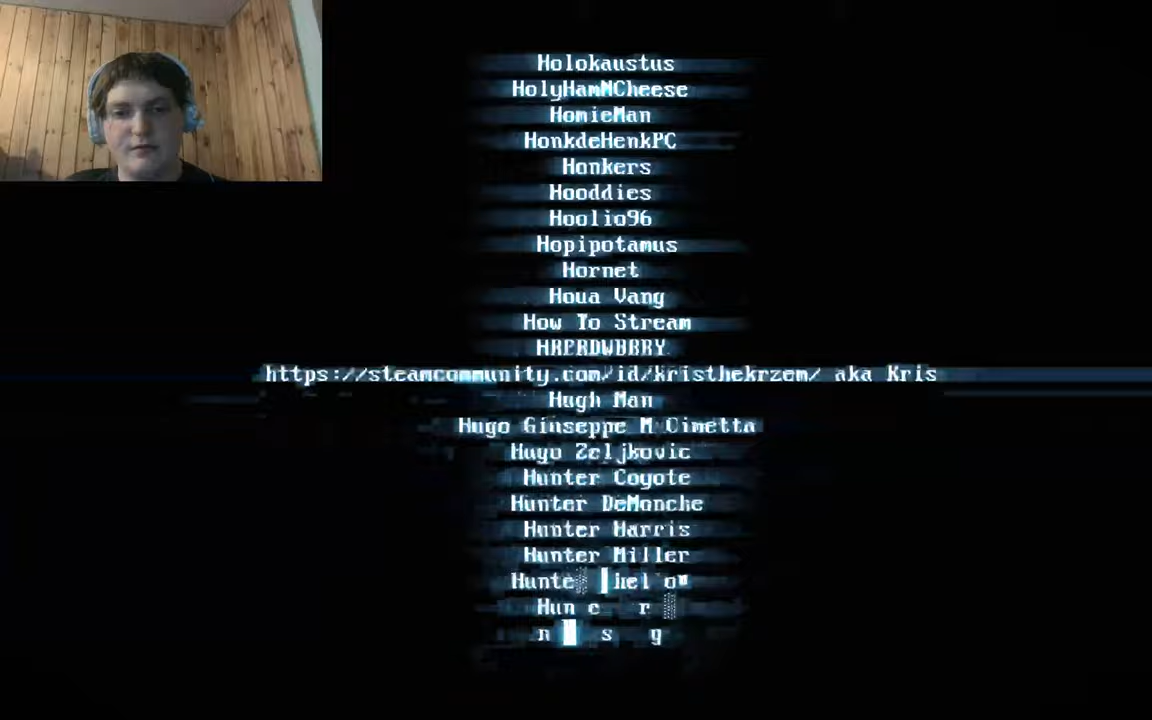 Holokaustus
HolyHamNCheese
HomieMan
HonkdeHenkPC
Honkers
Hooddies
Hoolio96
Hopipotamus
Hornet
Houa Vang
How To Stream
HRERDWBRRY
https://steamcommunity.com/id/kristhekrzem/ aka Kris
Hugh Man
Hugo Giuseppe M Cimetta
Hugo Zeljkovic
Hunter Coyote
Hunter DeMonche
Hunter Harris
Hunter Miller